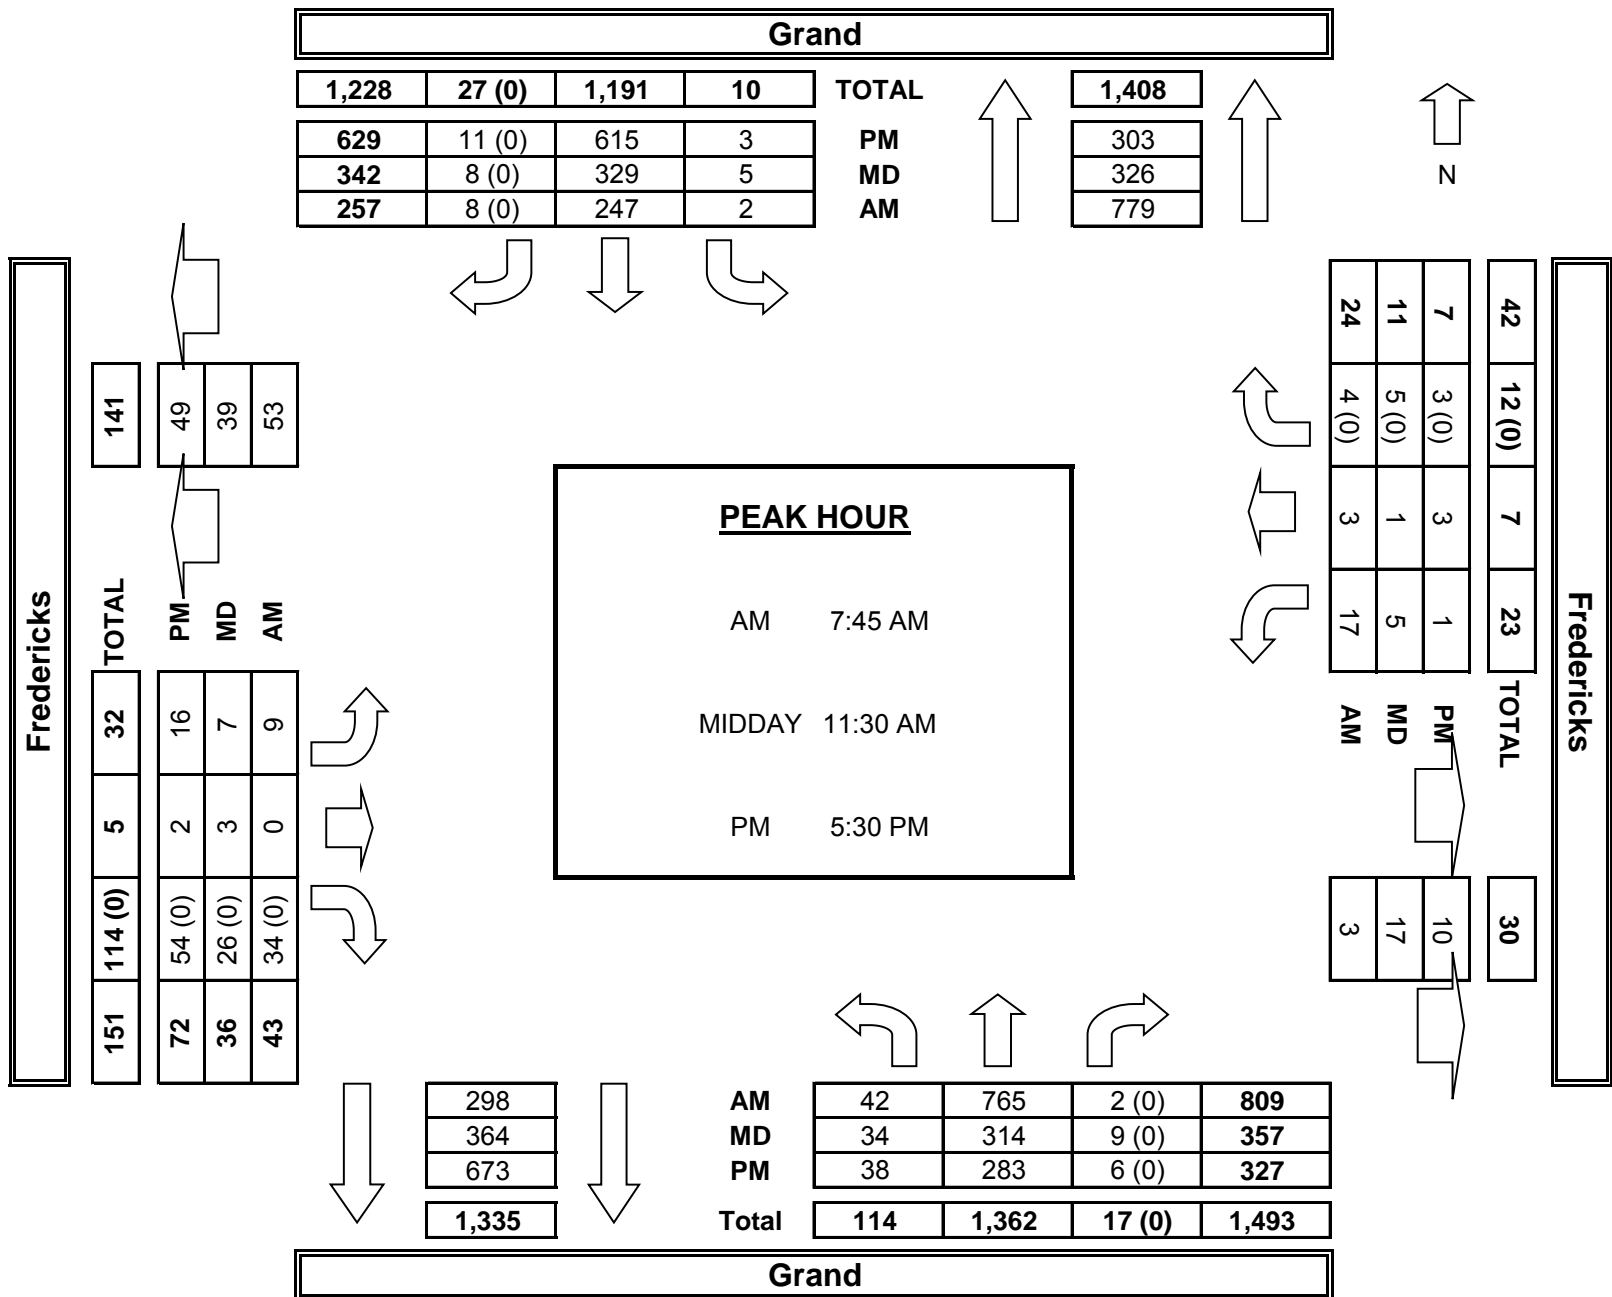 Grand
1,228 27 (0) 1,191 10 TOTAL 1,408
629 11 (0) 615 3 PM 303
342 8 (0) 329 5 MD 326
257 8 (0) 247 2 AM 779
N
Fredericks
141 49 39 53
TOTAL PM MD AM
32 16 7 9
5 2 3 0
114 (0) 54 (0) 26 (0) 34 (0)
151 72 36 43
PEAK HOUR
AM 7:45 AM
MIDDAY 11:30 AM
PM 5:30 PM
24 11 7 42
4 (0) 5 (0) 3 (0) 12 (0)
3 1 3 7
17 5 1 23
AM MD PM TOTAL
3 17 10 30
Fredericks
298 AM 42 765 2 (0) 809
364 MD 34 314 9 (0) 357
673 PM 38 283 6 (0) 327
1,335 Total 114 1,362 17 (0) 1,493
Grand